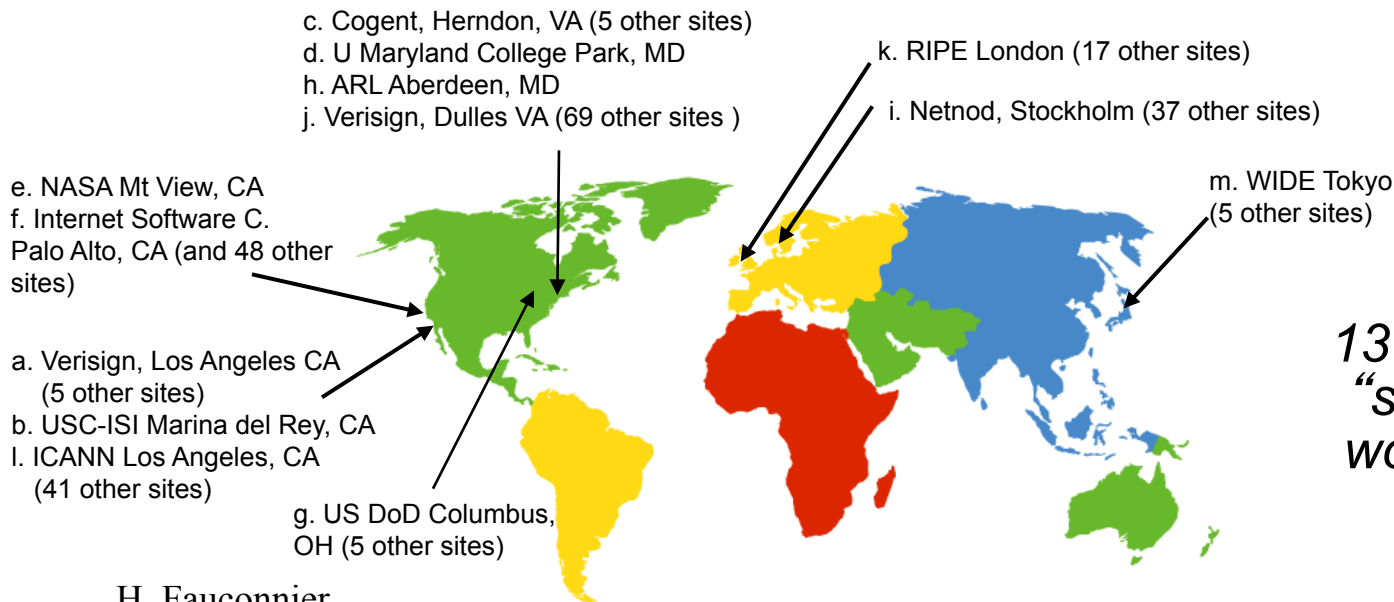 c. Cogent, Herndon, VA (5 other sites)
d. U Maryland College Park, MD
h. ARL Aberdeen, MD
j. Verisign, Dulles VA (69 other sites )
k. RIPE London (17 other sites)
i. Netnod, Stockholm (37 other sites)
m. WIDE Tokyo
(5 other sites)
e. NASA Mt View, CA
f. Internet Software C.
Palo Alto, CA (and 48 other
sites)
a. Verisign, Los Angeles CA
(5 other sites)
b. USC-ISI Marina del Rey, CA
l. ICANN Los Angeles, CA
(41 other sites)
g. US DoD Columbus,
OH (5 other sites)
13